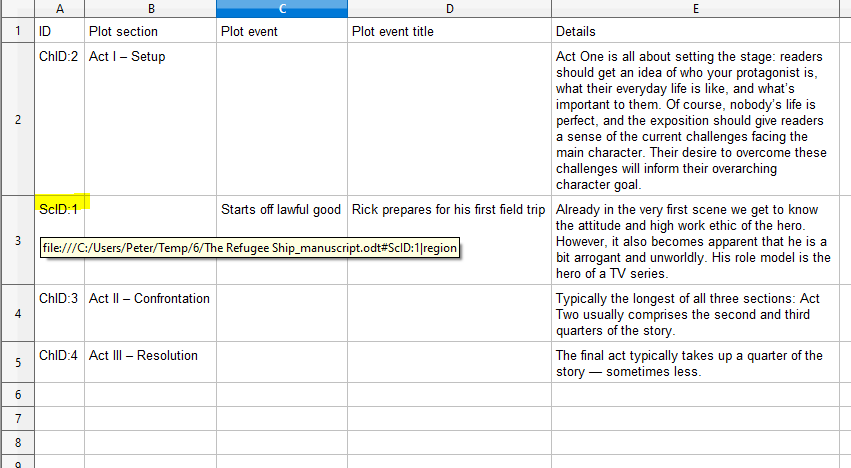 A B C D E
1 ID Plot section Plot event Plot event title Details
2 ChID:2 Act I – Setup Act One is all about setting the stage: readers
should get an idea of who your protagonist is,
what their everyday life is like, and what's
important to them. Of course, nobody's life is
perfect, and the exposition should give readers
a sense of the current challenges facing the
main character. Their desire to overcome these
challenges will inform their overarching
character goal.
3 ScID:1 Starts off lawful good Rick prepares for his first field trip Already in the very first scene we get to know
the attitude and high work ethic of the hero.
However, it also becomes apparent that he is a
bit arrogant and unworldly. His role model is the
hero of a TV series.
file:///C:/Users/Peter/Temp/6/The Refugee Ship_manuscript.odt#ScID:1|region
4 ChID:3 Act II – Confrontation Typically the longest of all three sections: Act
Two usually comprises the second and third
quarters of the story.
5 ChID:4 Act III – Resolution The final act typically takes up a quarter of the
story — sometimes less.
6
7
8
9